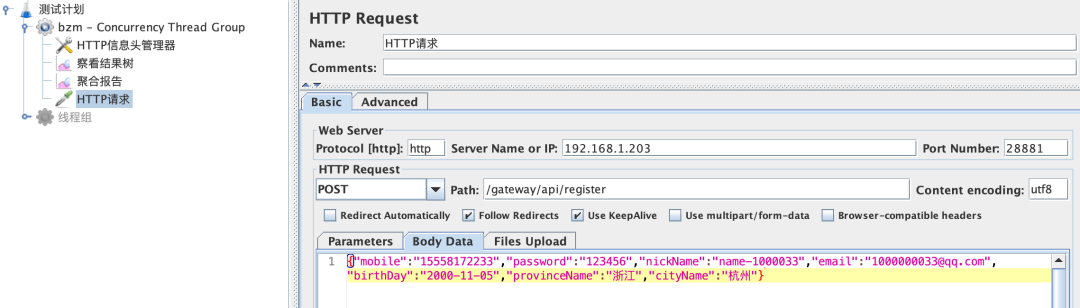 测试计划
bzm - Concurrency Thread Group
HTTP信息头管理器
察看结果树
聚合报告
HTTP请求
线程组
HTTP Request
Name: HTTP请求
Comments:
Basic Advanced
Web Server
Protocol [http]: http Server Name or IP: 192.168.1.203 Port Number: 28881
HTTP Request
POST Path: /gateway/api/register Content encoding: utf8
Redirect Automatically Follow Redirects Use KeepAlive Use multipart/form-data Browser-compatible headers
Parameters Body Data Files Upload
1 {"mobile":"15558172233","password":"123456","nickName":"name-1000033","email":"1000000033@qq.com",
"birthDay":"2000-11-05","provinceName":"浙江","cityName":"杭州"}